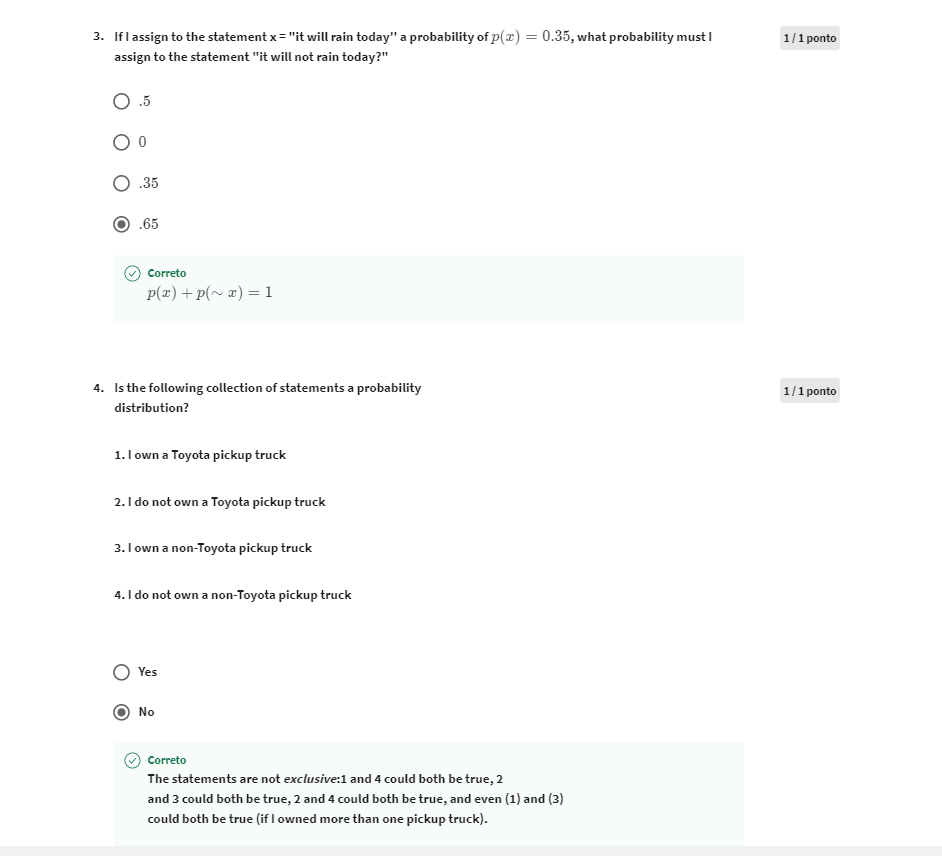 3. If I assign to the statement x = "it will rain today'' a probability of p(x) = 0.35, what probability must I
assign to the statement "it will not rain today?"
1 / 1 ponto
.5
0
.35
.65
Correto
p(x) + p(∼ x) = 1
4. Is the following collection of statements a probability
distribution?
1 / 1 ponto
1. I own a Toyota pickup truck
2. I do not own a Toyota pickup truck
3. I own a non-Toyota pickup truck
4. I do not own a non-Toyota pickup truck
Yes
No
Correto
The statements are not exclusive:1 and 4 could both be true, 2
and 3 could both be true, 2 and 4 could both be true, and even (1) and (3)
could both be true (if I owned more than one pickup truck).